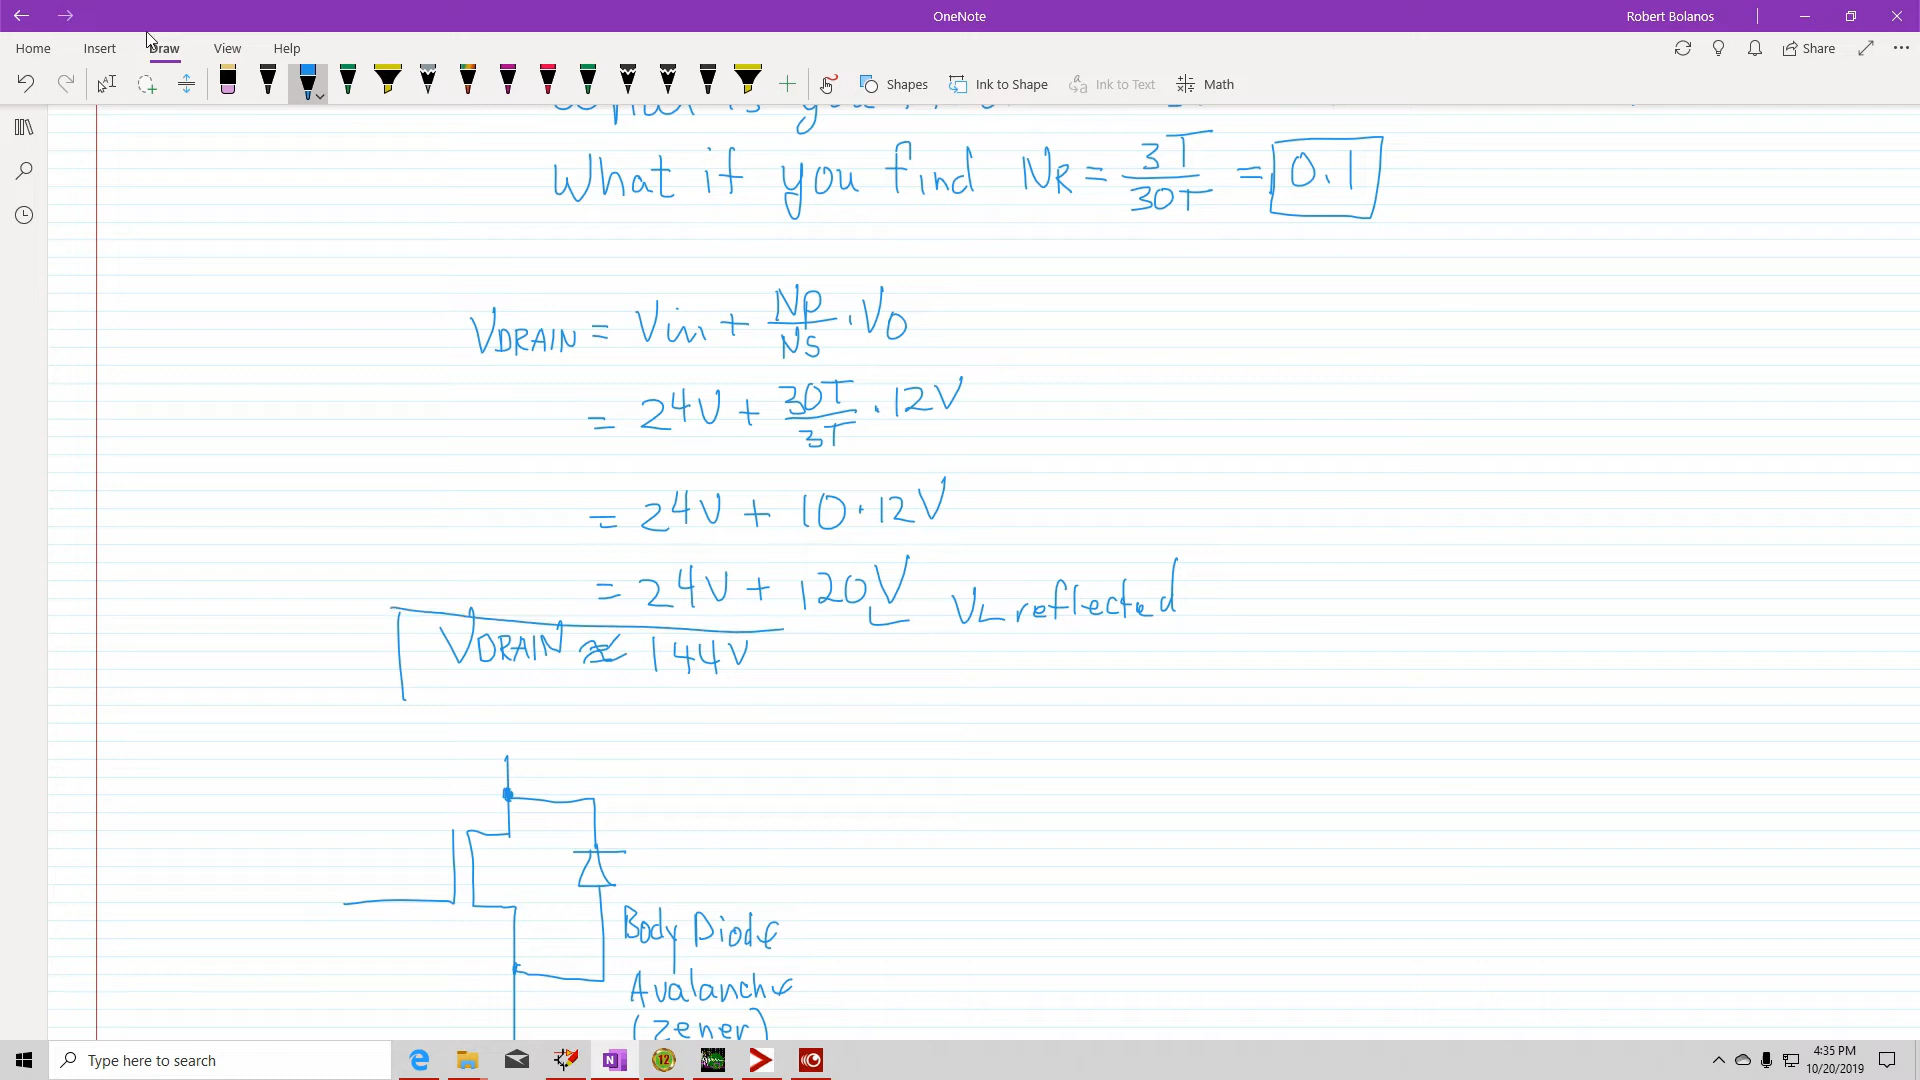 OneNote
Robert Bolanos
Home Insert Draw View Help
Share
Shapes Ink to Shape Ink to Text Math
What if you find NR = 3T/30T = 0.1
VDRAIN = Vin + NP/NS · VO
= 24V + 30T/3T · 12V
= 24V + 10 · 12V
= 24V + 120V VL reflected
VDRAIN ≈ 144V
Body Diode
Avalanche
(Zener)
Type here to search
12
4:35 PM
10/20/2019